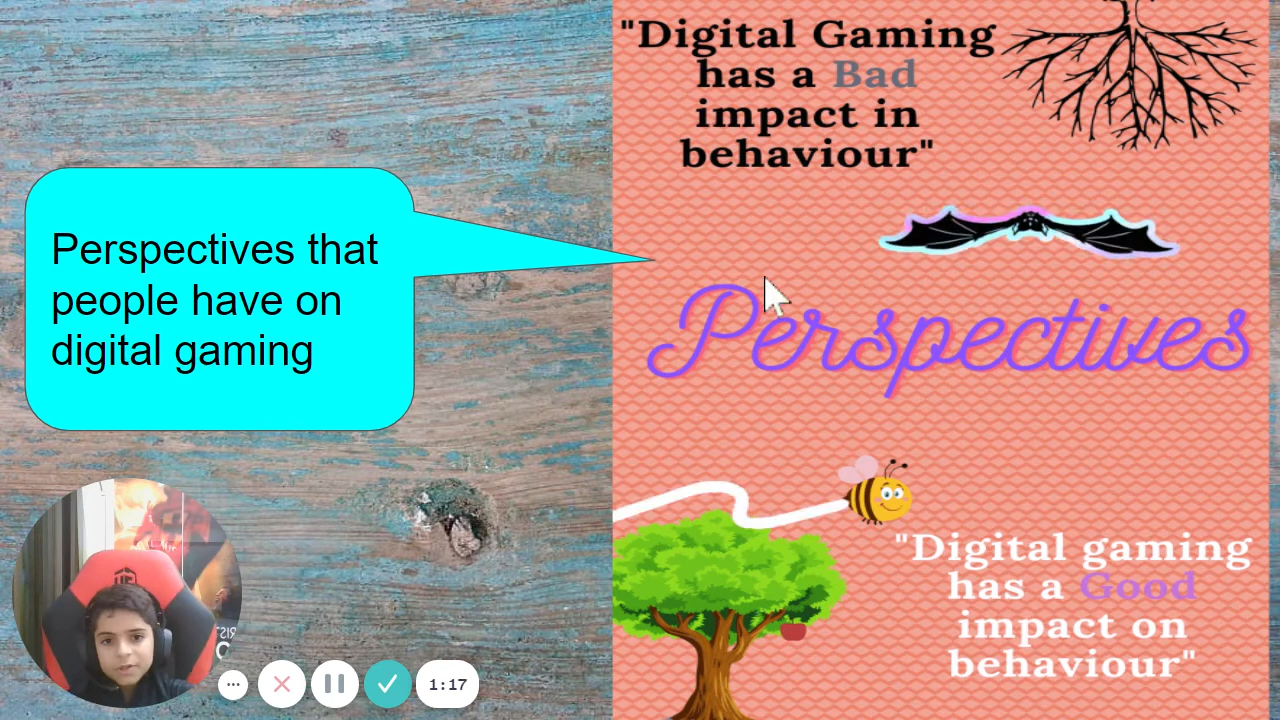 "Digital Gaming
has a Bad
impact in
behaviour"
Perspectives that
people have on
digital gaming
Perspectives
"Digital gaming
has a Good
impact on
behaviour"
1:17